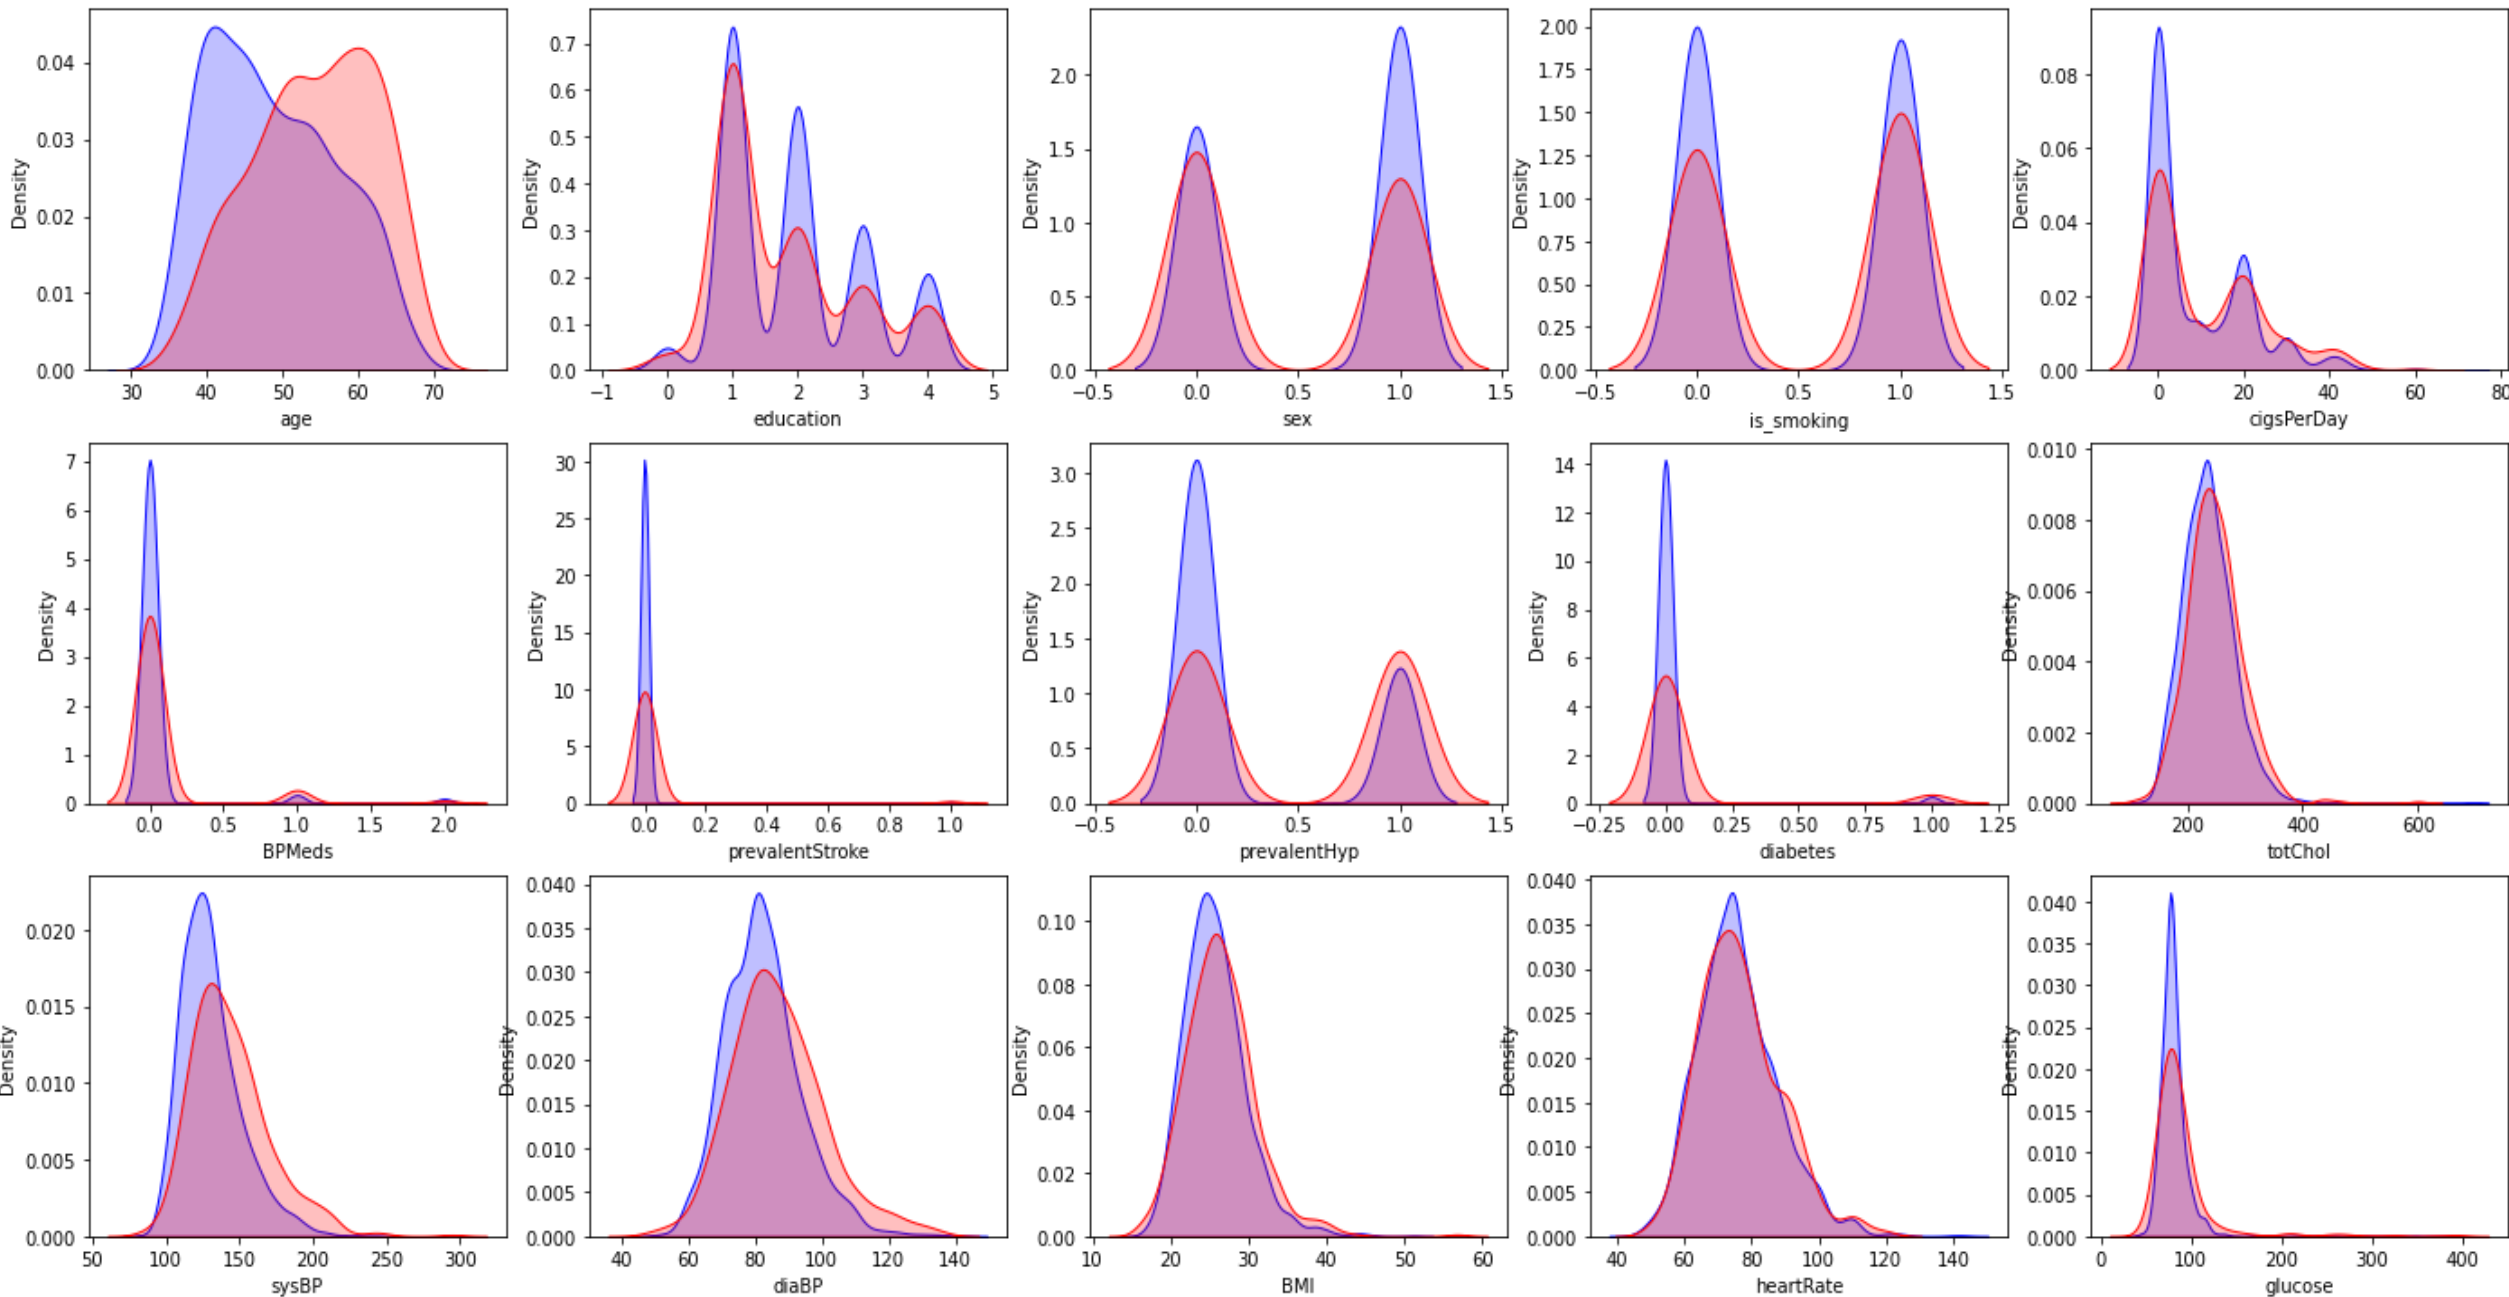 Density
0.00
0.01
0.02
0.03
0.04
30 40 50 60 70
age
Density
0.0
0.1
0.2
0.3
0.4
0.5
0.6
0.7
−1 0 1 2 3 4 5
education
Density
0.0
0.5
1.0
1.5
2.0
−0.5 0.0 0.5 1.0 1.5
sex
Density
0.00
0.25
0.50
0.75
1.00
1.25
1.50
1.75
2.00
−0.5 0.0 0.5 1.0 1.5
is_smoking
Density
0.00
0.02
0.04
0.06
0.08
0 20 40 60 80
cigsPerDay
Density
0
1
2
3
4
5
6
7
0.0 0.5 1.0 1.5 2.0
BPMeds
Density
0
5
10
15
20
25
30
0.0 0.2 0.4 0.6 0.8 1.0
prevalentStroke
Density
0.0
0.5
1.0
1.5
2.0
2.5
3.0
−0.5 0.0 0.5 1.0 1.5
prevalentHyp
Density
0
2
4
6
8
10
12
14
−0.25 0.00 0.25 0.50 0.75 1.00 1.25
diabetes
Density
0.000
0.002
0.004
0.006
0.008
0.010
200 400 600
totChol
Density
0.000
0.005
0.010
0.015
0.020
50 100 150 200 250 300
sysBP
Density
0.000
0.005
0.010
0.015
0.020
0.025
0.030
0.035
0.040
40 60 80 100 120 140
diaBP
Density
0.00
0.02
0.04
0.06
0.08
0.10
10 20 30 40 50 60
BMI
Density
0.000
0.005
0.010
0.015
0.020
0.025
0.030
0.035
0.040
40 60 80 100 120 140
heartRate
Density
0.000
0.005
0.010
0.015
0.020
0.025
0.030
0.035
0.040
0 100 200 300 400
glucose